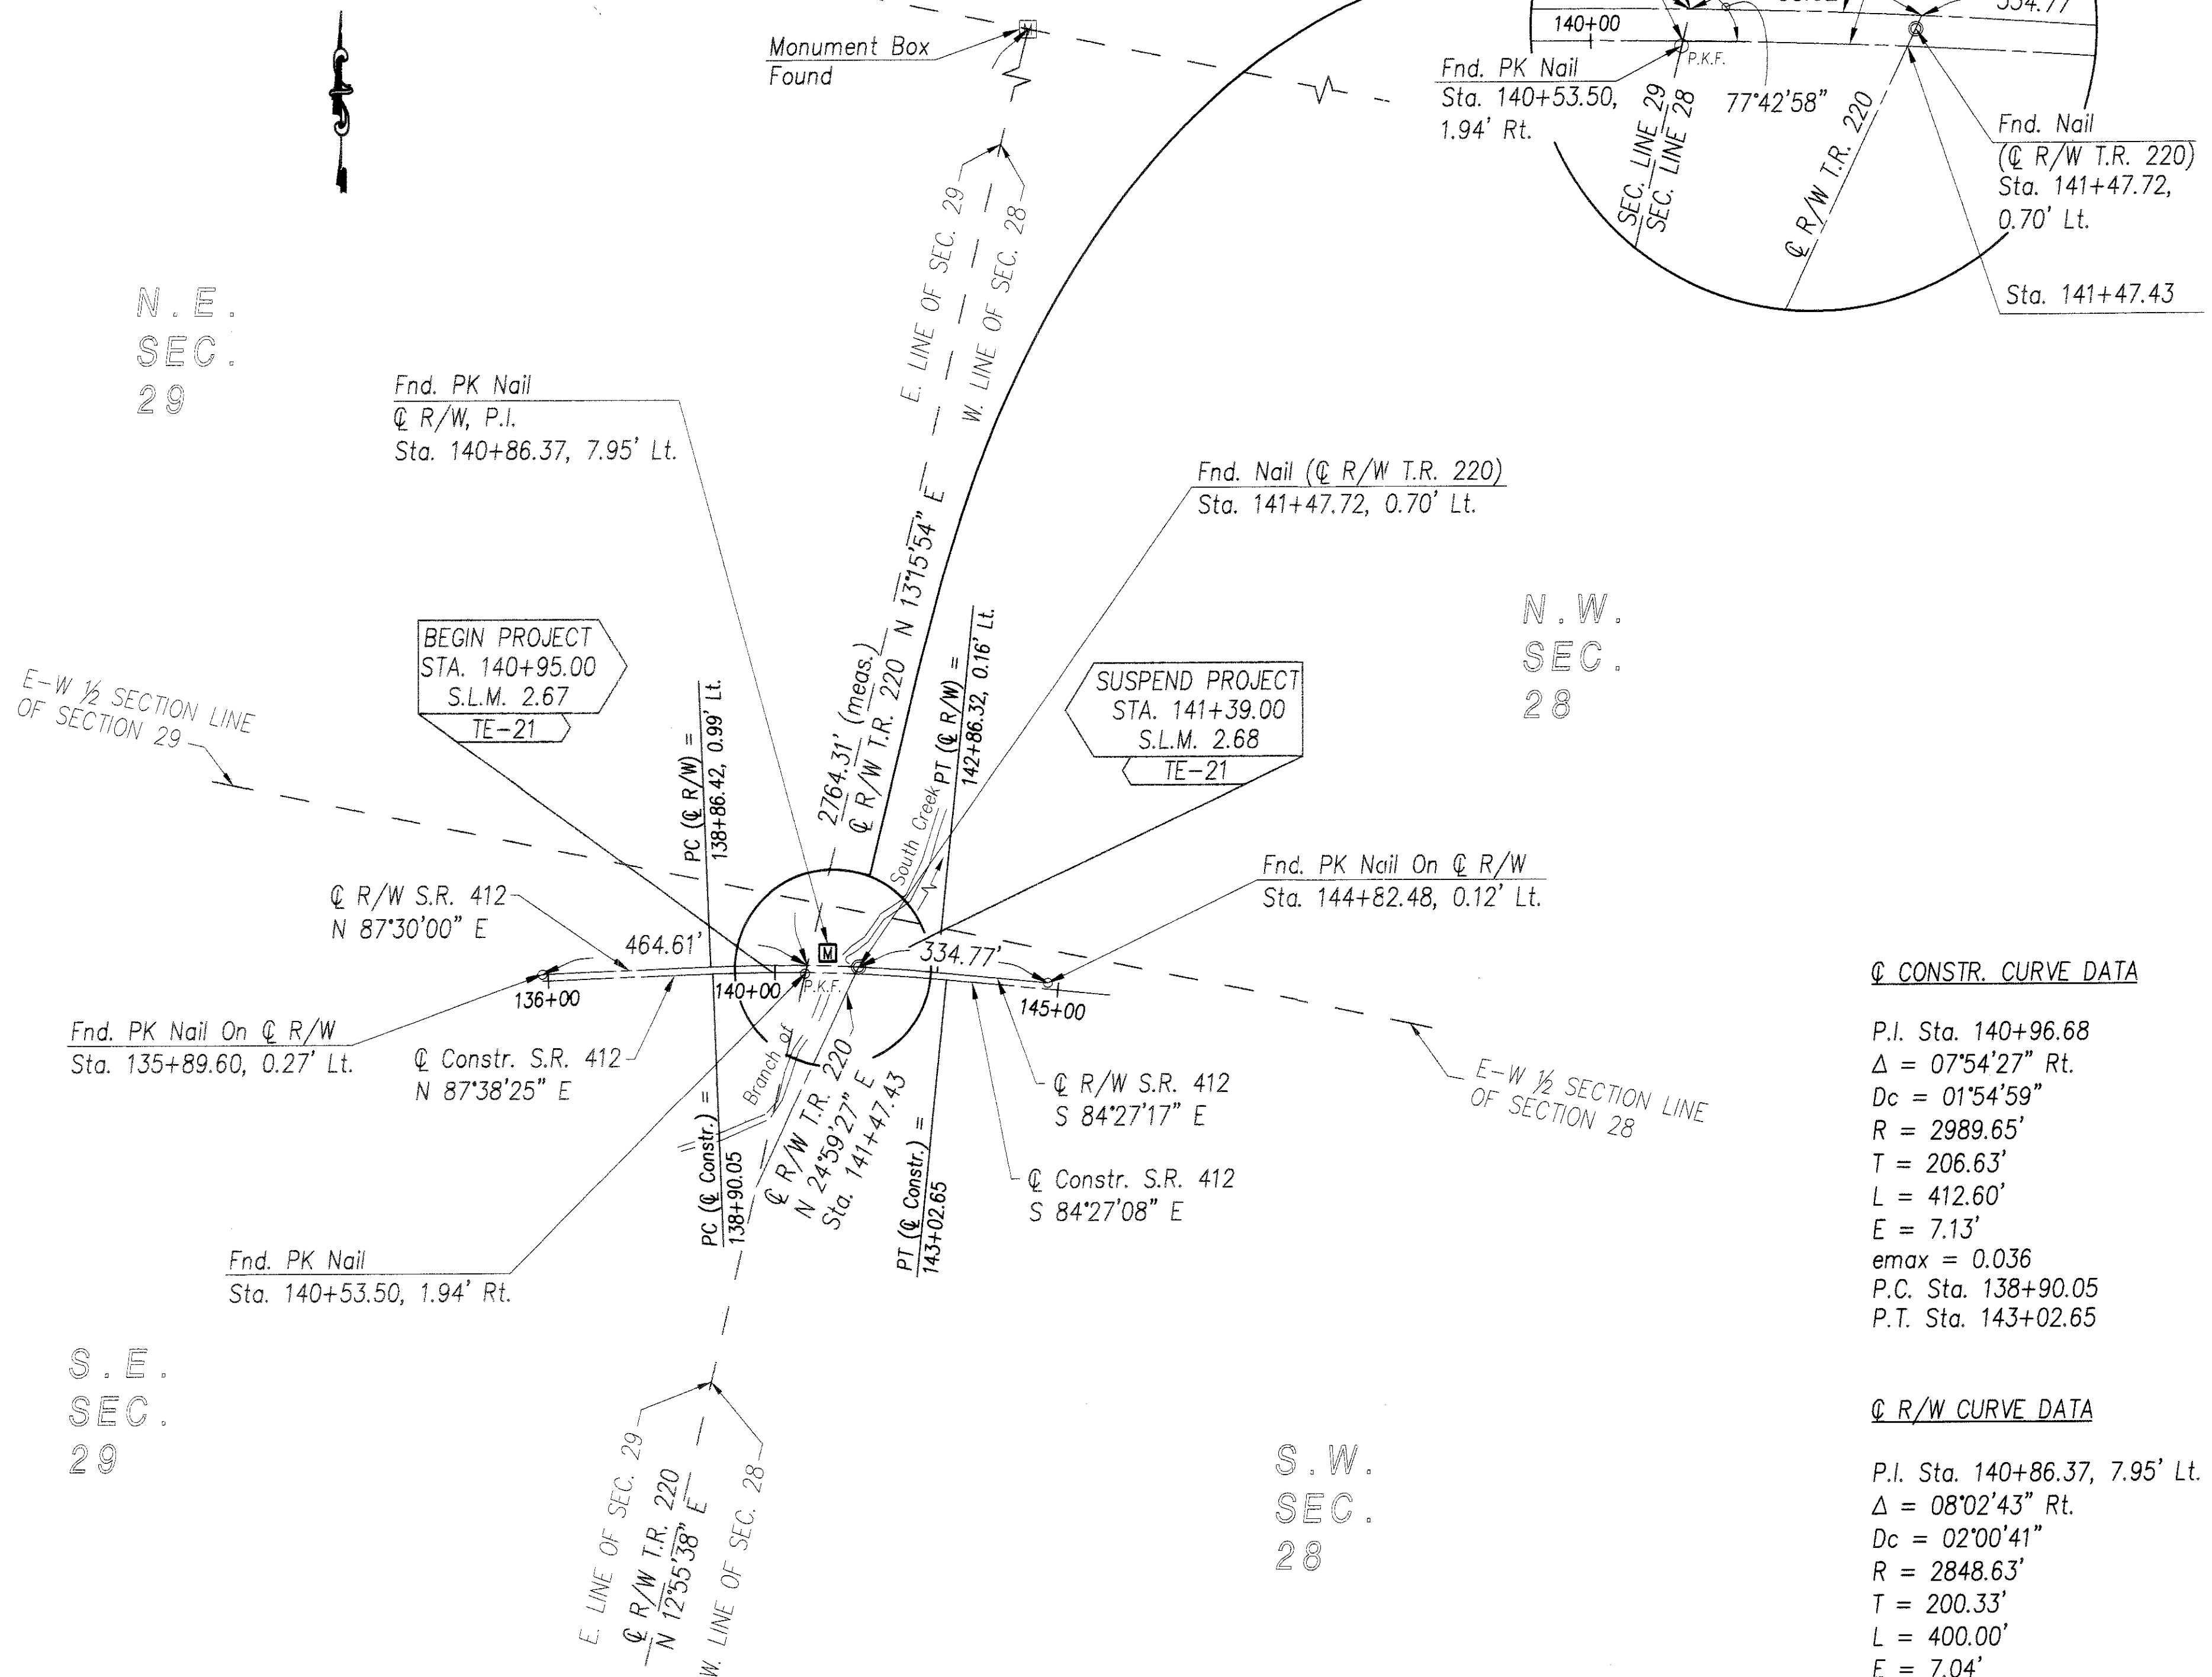 Monument Box
Found
140+00
334.77
Fnd. PK Nail
Sta. 140+53.50,
1.94' Rt.
P.K.F.
77°42'58"
SEC. LINE 29
SEC. LINE 28
℄ R/W T.R. 220
Fnd. Nail
(℄ R/W T.R. 220)
Sta. 141+47.72,
0.70' Lt.
Sta. 141+47.43
N.E.
SEC.
29
E. LINE OF SEC. 29
W. LINE OF SEC. 28
Fnd. PK Nail
℄ R/W, P.I.
Sta. 140+86.37, 7.95' Lt.
Fnd. Nail (℄ R/W T.R. 220)
Sta. 141+47.72, 0.70' Lt.
N.W.
SEC.
28
BEGIN PROJECT
STA. 140+95.00
S.L.M. 2.67
TE-21
SUSPEND PROJECT
STA. 141+39.00
S.L.M. 2.68
TE-21
E-W ½ SECTION LINE
OF SECTION 29
2764.31' (meas.)
℄ R/W T.R. 220 N 13°15'54" E
PC (℄ R/W) =
138+86.42, 0.99' Lt.
PT (℄ R/W) =
142+86.32, 0.16' Lt.
South Creek
N
Fnd. PK Nail On ℄ R/W
Sta. 144+82.48, 0.12' Lt.
℄ R/W S.R. 412
N 87°30'00" E
464.61'
M
334.77'
136+00
140+00
P.K.F.
145+00
Fnd. PK Nail On ℄ R/W
Sta. 135+89.60, 0.27' Lt.
℄ Constr. S.R. 412
N 87°38'25" E
Branch of
℄ R/W T.R. 220
N 24°59'27" E
Sta. 141+47.43
PC (℄ Constr.) =
138+90.05
PT (℄ Constr.) =
143+02.65
℄ R/W S.R. 412
S 84°27'17" E
℄ Constr. S.R. 412
S 84°27'08" E
E-W ½ SECTION LINE
OF SECTION 28
Fnd. PK Nail
Sta. 140+53.50, 1.94' Rt.
S.E.
SEC.
29
E. LINE OF SEC. 29
℄ R/W T.R. 220
N 12°55'38" E
W. LINE OF SEC. 28
S.W.
SEC.
28
℄ CONSTR. CURVE DATA
P.I. Sta. 140+96.68
Δ = 07°54'27" Rt.
Dc = 01°54'59"
R = 2989.65'
T = 206.63'
L = 412.60'
E = 7.13'
emax = 0.036
P.C. Sta. 138+90.05
P.T. Sta. 143+02.65
℄ R/W CURVE DATA
P.I. Sta. 140+86.37, 7.95' Lt.
Δ = 08°02'43" Rt.
Dc = 02°00'41"
R = 2848.63'
T = 200.33'
L = 400.00'
E = 7.04'